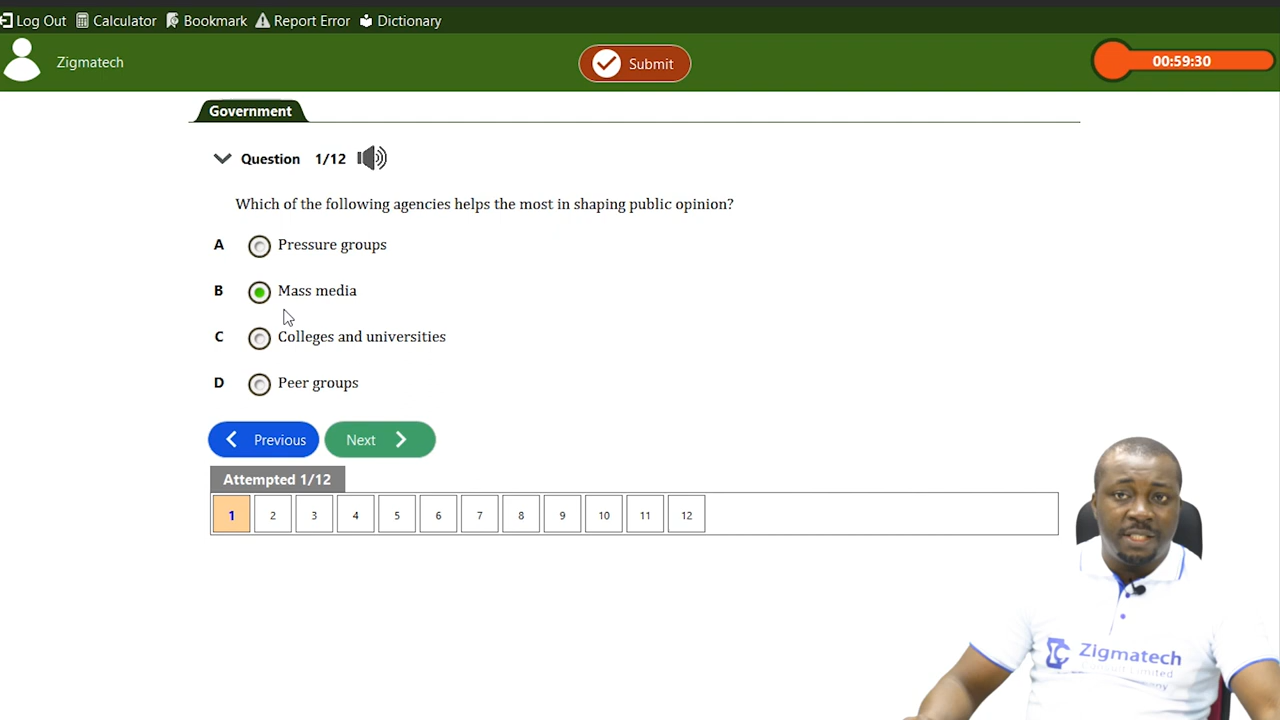 Log Out Calculator Bookmark Report Error Dictionary
Zigmatech
Submit
00:59:30
Government
Question 1/12
Which of the following agencies helps the most in shaping public opinion?
A Pressure groups
B Mass media
C Colleges and universities
D Peer groups
Previous Next
Attempted 1/12
1 2 3 4 5 6 7 8 9 10 11 12
Zigmatech
Limited